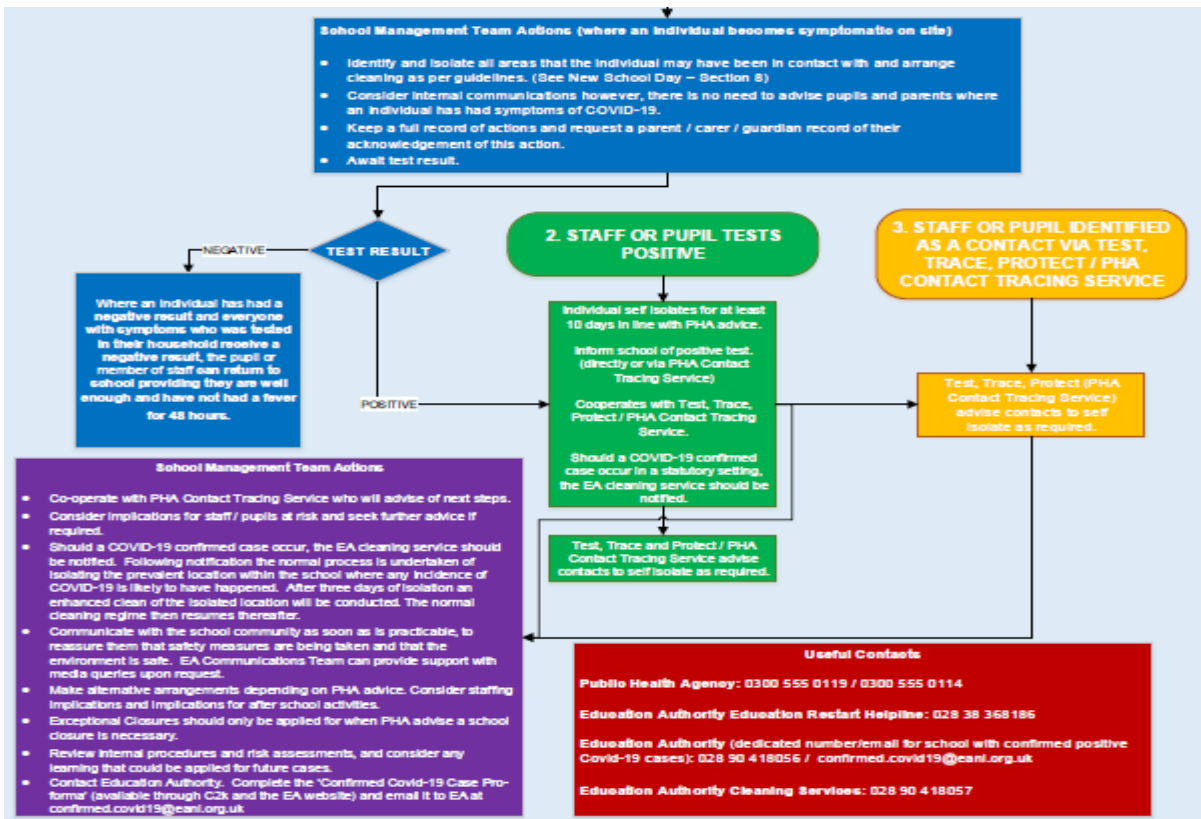 School Management Team Actions (where an individual becomes symptomatic on site)
• Identify and isolate all areas that the individual may have been in contact with and arrange
cleaning as per guidelines. (See New School Day – Section 8)
• Consider internal communications however, there is no need to advise pupils and parents where
an individual has had symptoms of COVID-19.
• Keep a full record of actions and request a parent / carer / guardian record of their
acknowledgement of this action.
• Await test result.
NEGATIVE
TEST RESULT
POSITIVE
Where an individual has had a
negative result and everyone
with symptoms who was tested
in their household receive a
negative result, the pupil or
member of staff can return to
school providing they are well
enough and have not had a fever
for 48 hours.
2. STAFF OR PUPIL TESTS
POSITIVE
Individual self isolates for at least
10 days in line with PHA advice.
Inform school of positive test.
(directly or via PHA Contact
Tracing Service)
Cooperates with Test, Trace,
Protect / PHA Contact Tracing
Service.
Should a COVID-19 confirmed
case occur in a statutory setting,
the EA cleaning service should be
notified.
Test, Trace and Protect / PHA
Contact Tracing Service advise
contacts to self isolate as required.
3. STAFF OR PUPIL IDENTIFIED
AS A CONTACT VIA TEST,
TRACE, PROTECT / PHA
CONTACT TRACING SERVICE
Test, Trace, Protect (PHA
Contact Tracing Service)
advise contacts to self
isolate as required.
School Management Team Actions
• Co-operate with PHA Contact Tracing Service who will advise of next steps.
• Consider implications for staff / pupils at risk and seek further advice if
required.
• Should a COVID-19 confirmed case occur, the EA cleaning service should
be notified. Following notification the normal process is undertaken of
isolating the prevalent location within the school where any incidence of
COVID-19 is likely to have happened. After three days of isolation an
enhanced clean of the isolated location will be conducted. The normal
cleaning regime then resumes thereafter.
• Communicate with the school community as soon as is practicable, to
reassure them that safety measures are being taken and that the
environment is safe. EA Communications Team can provide support with
media queries upon request.
• Make alternative arrangements depending on PHA advice. Consider staffing
implications and implications for after school activities.
• Exceptional Closures should only be applied for when PHA advise a school
closure is necessary.
• Review internal procedures and risk assessments, and consider any
learning that could be applied for future cases.
• Contact Education Authority. Complete the 'Confirmed Covid-19 Case Pro-
forma' (available through C2k and the EA website) and email it to EA at
confirmed.covid19@eani.org.uk
Useful Contacts
Public Health Agency: 0300 555 0119 / 0300 555 0114
Education Authority Education Restart Helpline: 028 38 368186
Education Authority (dedicated number/email for school with confirmed positive
Covid-19 cases): 028 90 418056 / confirmed.covid19@eani.org.uk
Education Authority Cleaning Services: 028 90 418057